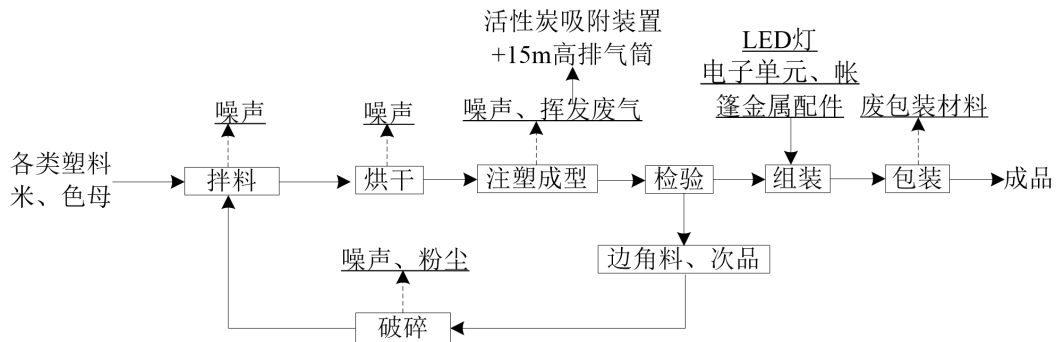 活性炭吸附装置
+15m高排气筒
LED灯
电子单元、帐
篷金属配件
噪声
噪声
噪声、挥发废气
废包装材料
各类塑料
米、色母
拌料
烘干
注塑成型
检验
组装
包装
成品
噪声、粉尘
边角料、次品
破碎